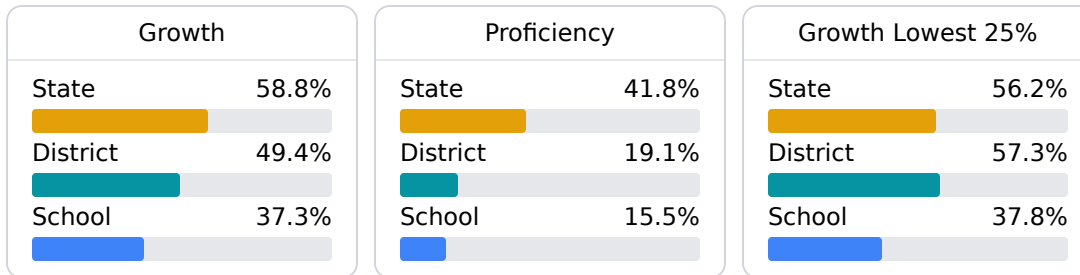 Growth
State 58.8%
District 49.4%
School 37.3%
Proficiency
State 41.8%
District 19.1%
School 15.5%
Growth Lowest 25%
State 56.2%
District 57.3%
School 37.8%